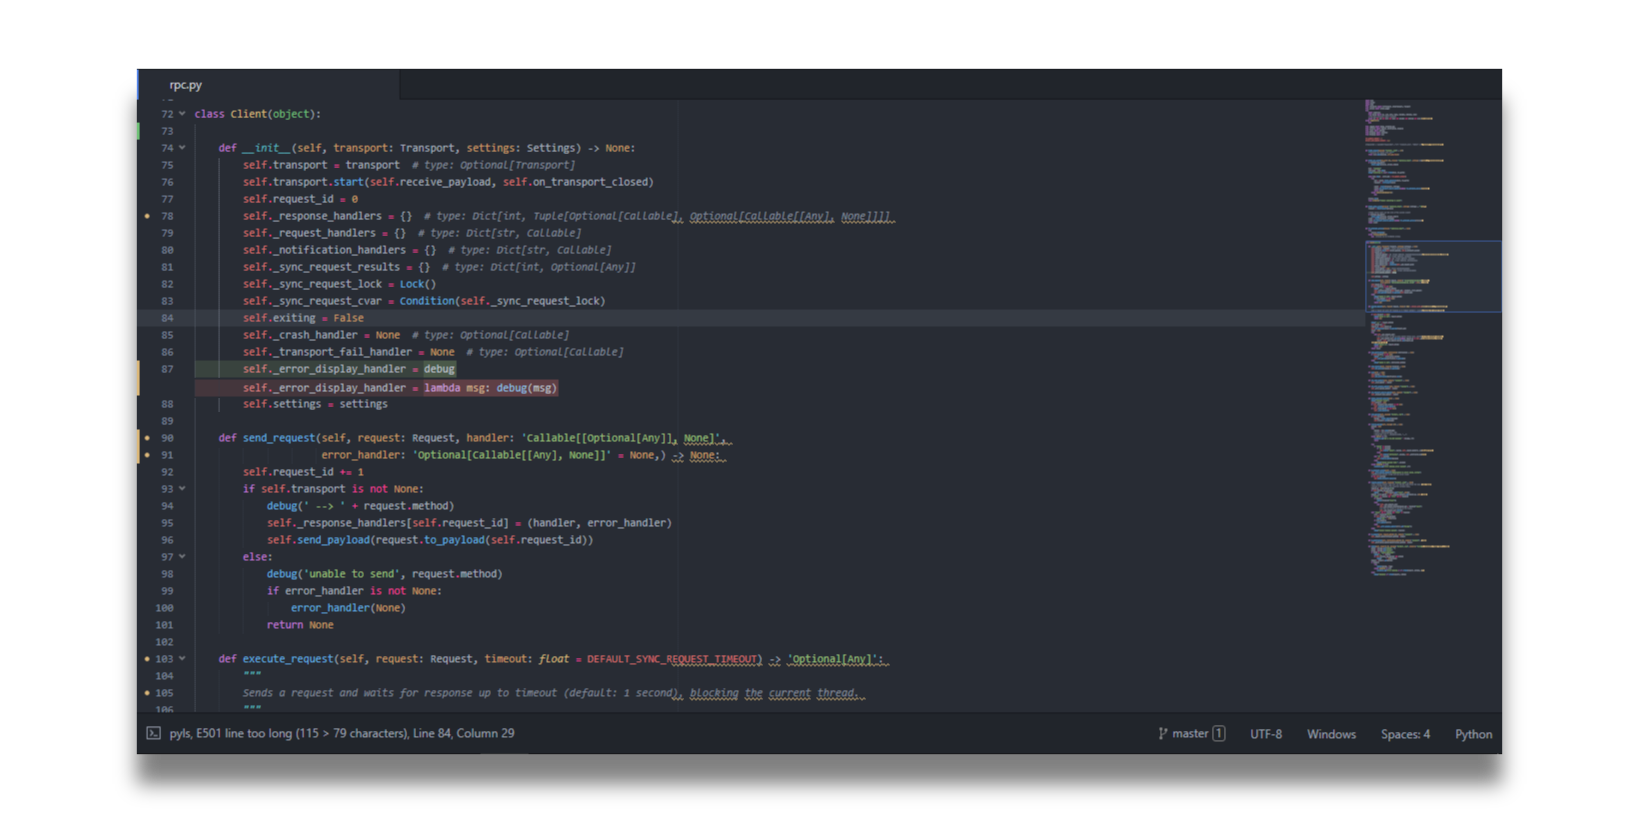 rpc.py
72 class Client(object):
73
74 def __init__(self, transport: Transport, settings: Settings) -> None:
75 self.transport = transport # type: Optional[Transport]
76 self.transport.start(self.receive_payload, self.on_transport_closed)
77 self.request_id = 0
78 self._response_handlers = {} # type: Dict[int, Tuple[Optional[Callable], Optional[Callable[[Any], None]]]]
79 self._request_handlers = {} # type: Dict[str, Callable]
80 self._notification_handlers = {} # type: Dict[str, Callable]
81 self._sync_request_results = {} # type: Dict[int, Optional[Any]]
82 self._sync_request_lock = Lock()
83 self._sync_request_cvar = Condition(self._sync_request_lock)
84 self.exiting = False
85 self._crash_handler = None # type: Optional[Callable]
86 self._transport_fail_handler = None # type: Optional[Callable]
87 self._error_display_handler = debug
self._error_display_handler = lambda msg: debug(msg)
88 self.settings = settings
89
90 def send_request(self, request: Request, handler: 'Callable[[Optional[Any]], None]',
91 error_handler: 'Optional[Callable[[Any], None]]' = None,) -> None:
92 self.request_id += 1
93 if self.transport is not None:
94 debug(' --> ' + request.method)
95 self._response_handlers[self.request_id] = (handler, error_handler)
96 self.send_payload(request.to_payload(self.request_id))
97 else:
98 debug('unable to send', request.method)
99 if error_handler is not None:
100 error_handler(None)
101 return None
102
103 def execute_request(self, request: Request, timeout: float = DEFAULT_SYNC_REQUEST_TIMEOUT) -> 'Optional[Any]':
104 """
105 Sends a request and waits for response up to timeout (default: 1 second), blocking the current thread.
106 """
pyls, E501 line too long (115 > 79 characters), Line 84, Column 29
master 1 UTF-8 Windows Spaces: 4 Python